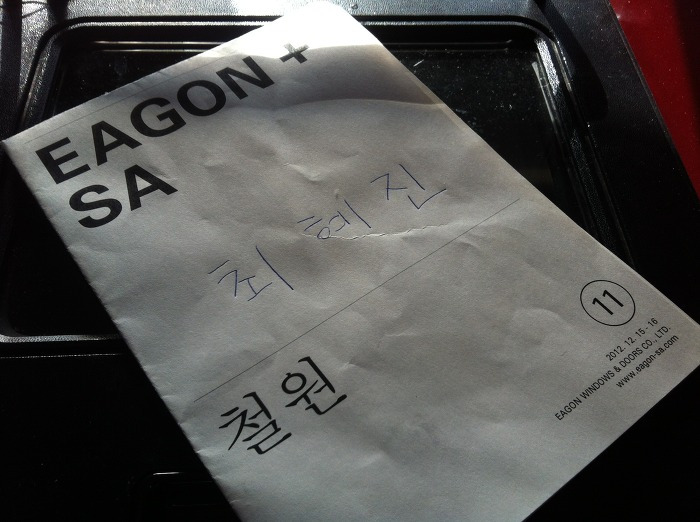 EAGON +
SA
최혜진
철원
11
2012. 12. 15 - 16
EAGON WINDOWS & DOORS CO., LTD.
www.eagon-sa.com